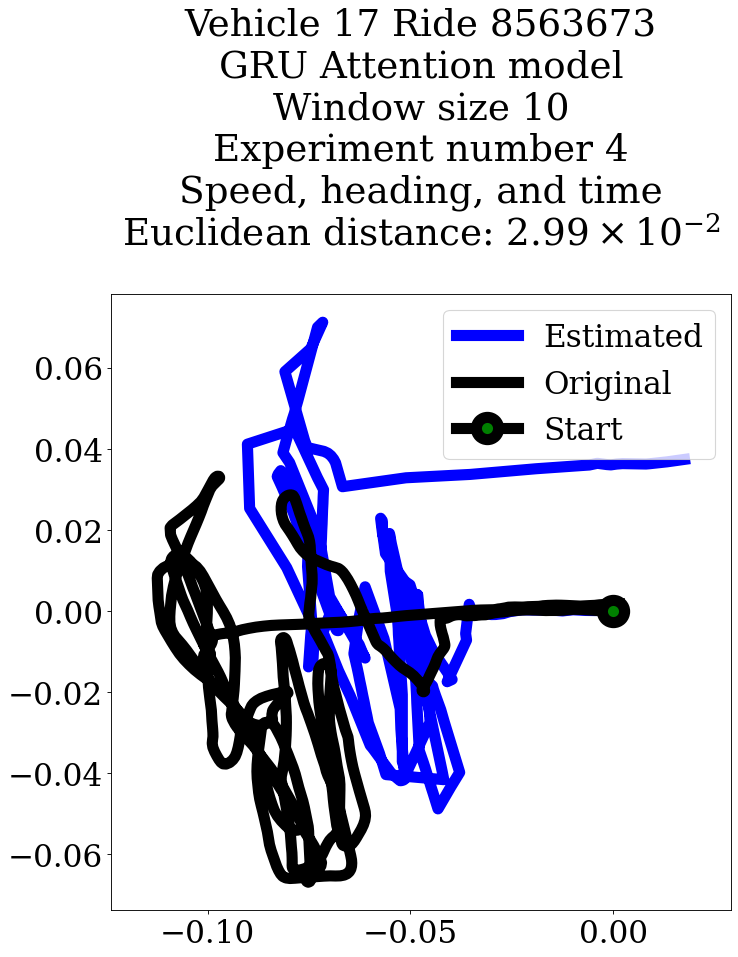 Vehicle 17 Ride 8563673
GRU Attention model
Window size 10
Experiment number 4
Speed, heading, and time
Euclidean distance: 2.99 × 10⁻²
Estimated
Original
Start
0.06
0.04
0.02
0.00
−0.02
−0.04
−0.06
−0.10
−0.05
0.00